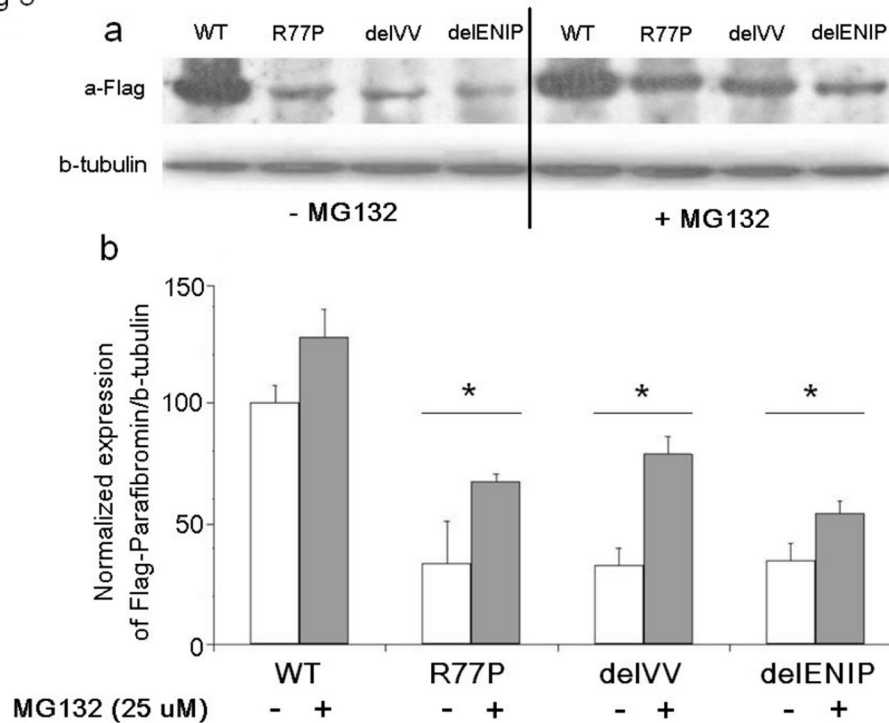 a
WT R77P delVV delENIP WT R77P delVV delENIP
a-Flag
b-tubulin
- MG132 + MG132
b
Normalized expression
of Flag-Parafibromin/b-tubulin
150
100
50
0
* * *
WT R77P delVV delENIP
MG132 (25 uM) - + - + - + - +